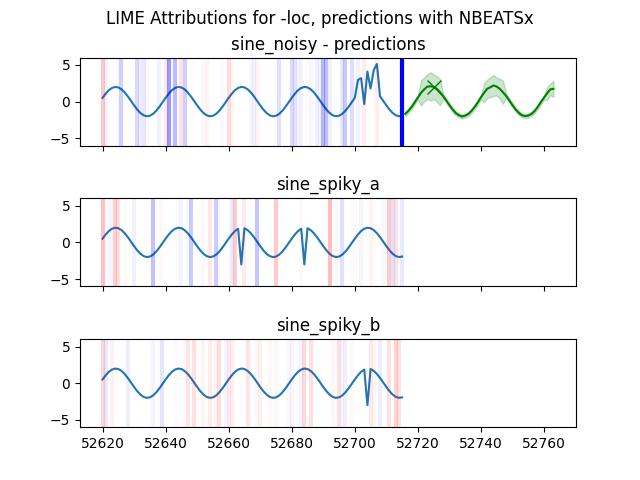 LIME Attributions for -loc, predictions with NBEATSx
sine_noisy - predictions
5
0
−5
sine_spiky_a
5
0
−5
sine_spiky_b
5
0
−5
52620 52640 52660 52680 52700 52720 52740 52760